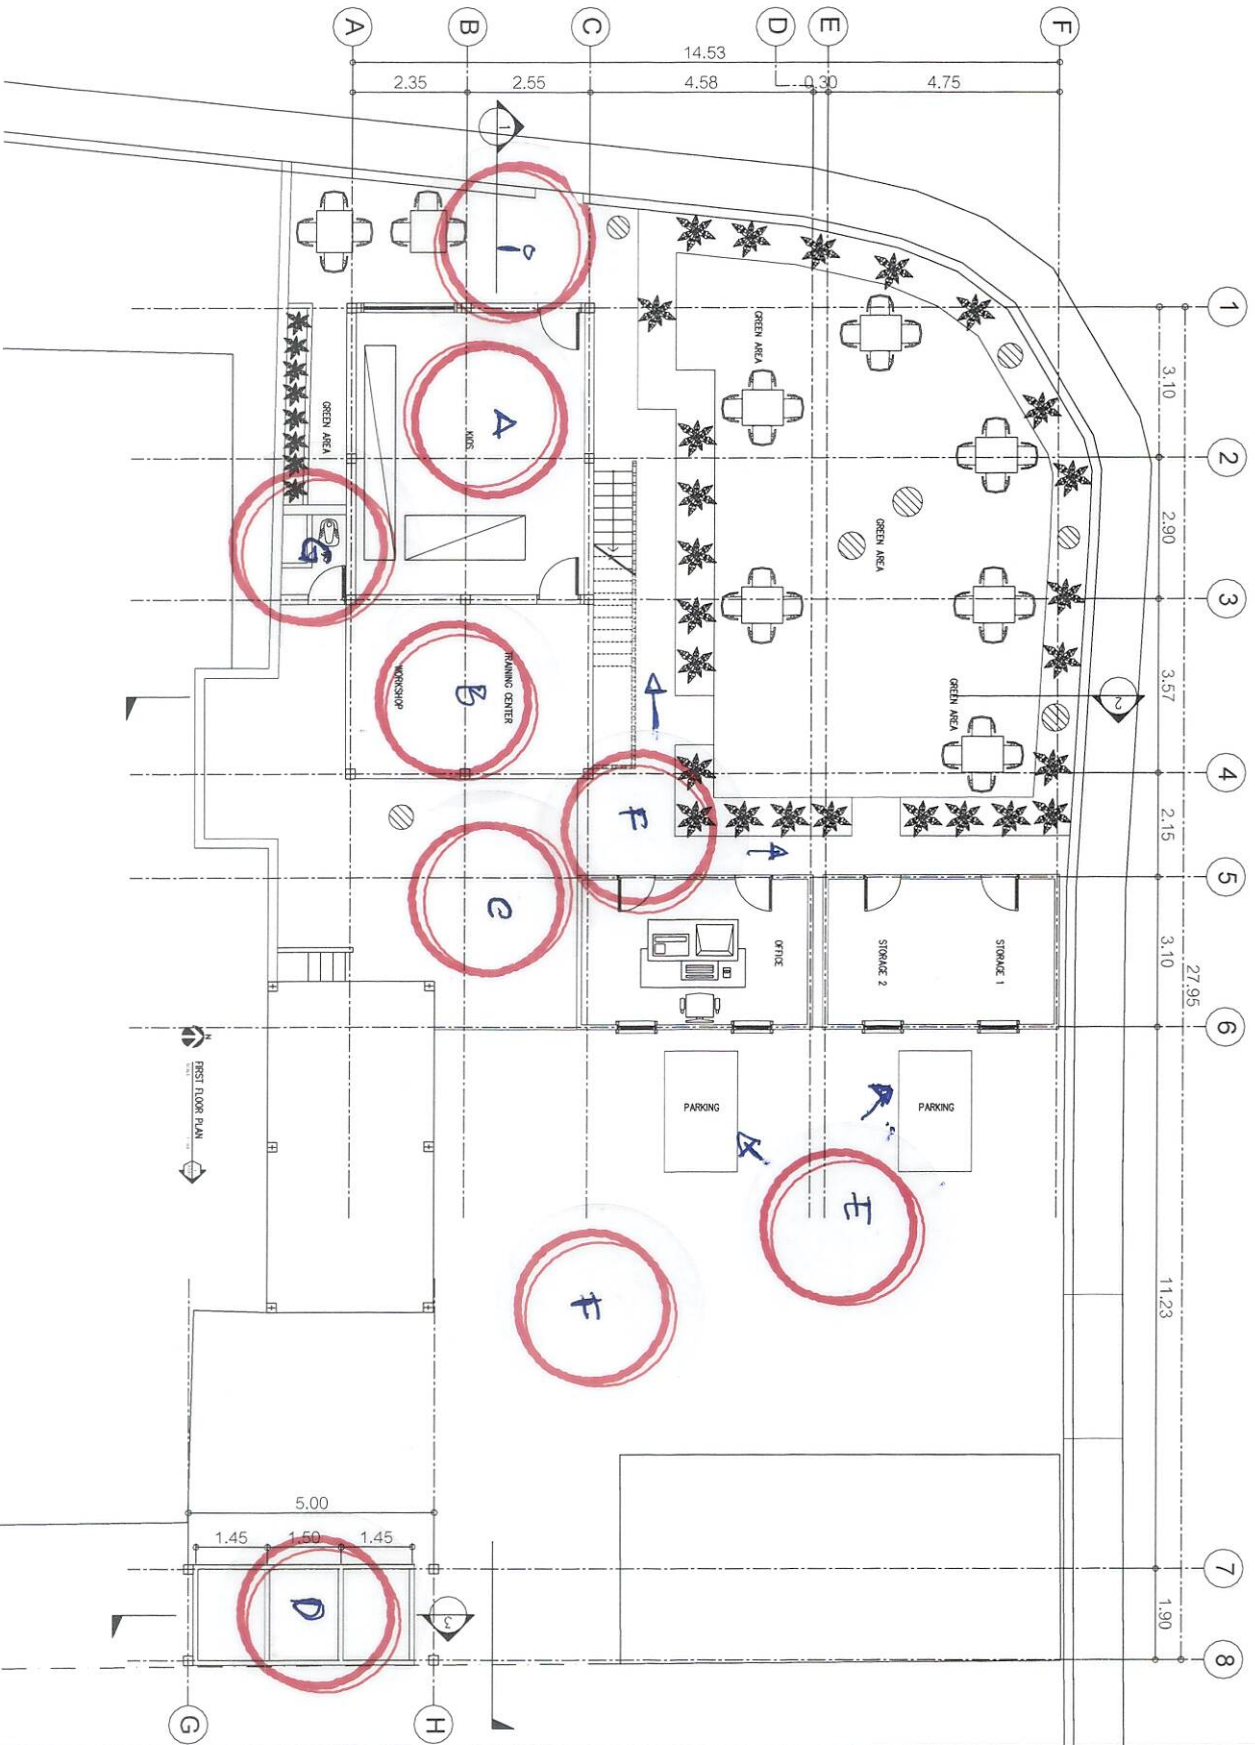 A
B
C
D
E
F
14.53
2.35
2.55
4.58
0.30
4.75
1
2
3
4
5
6
7
8
3.10
2.90
3.57
2.15
3.10
11.23
1.90
27.95
1
2
3
GREEN AREA
GREEN AREA
GREEN AREA
GREEN AREA
KIDS
TRAINING CENTER
WORKSHOP
OFFICE
STORAGE 2
STORAGE 1
PARKING
PARKING
N
FIRST FLOOR PLAN
5.00
1.45
1.50
1.45
G
H
A
G
B
F
C
E
F
D